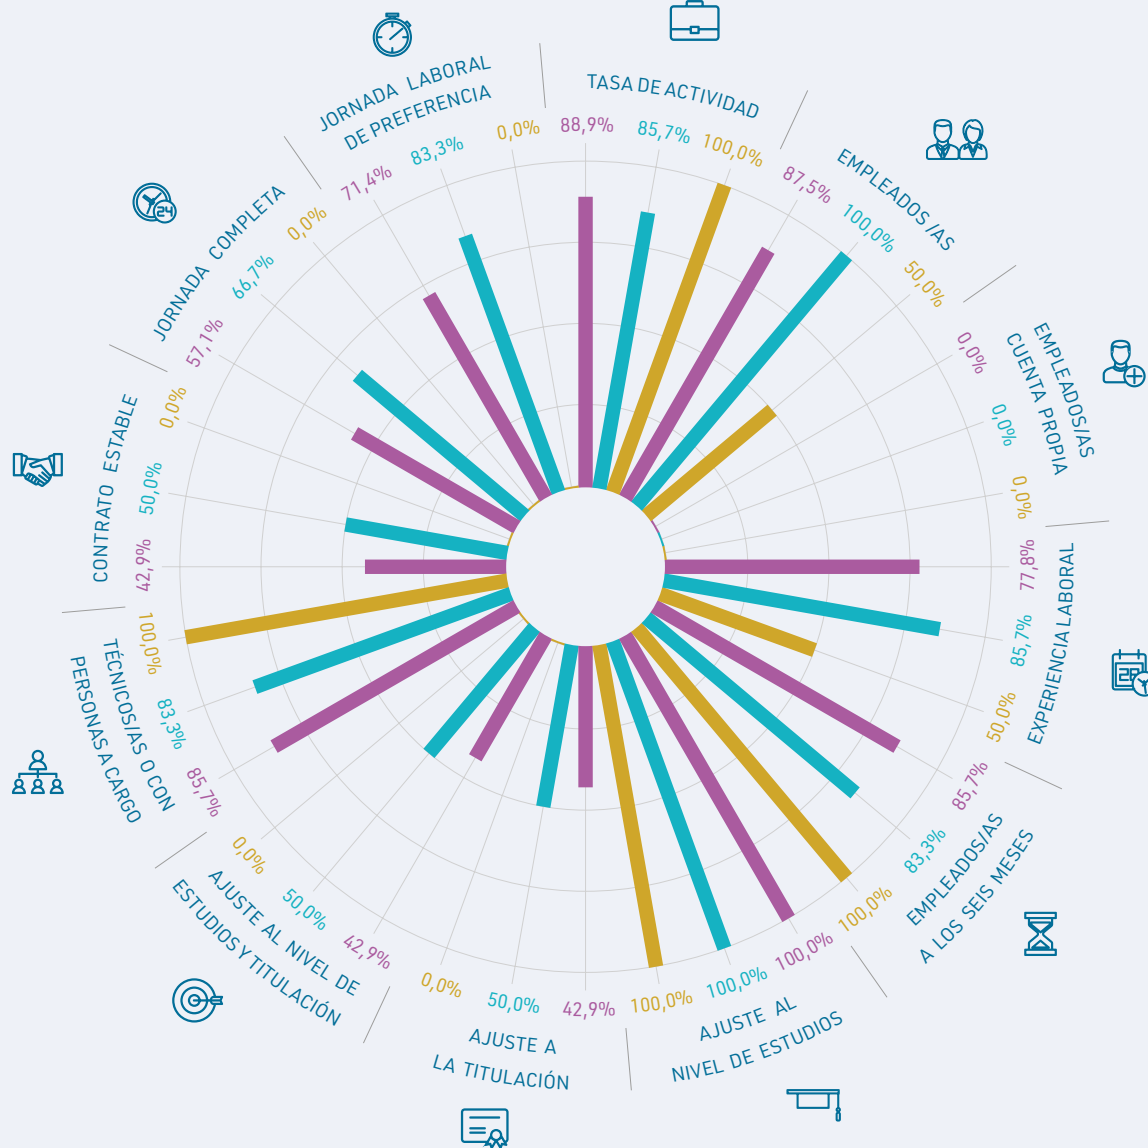 TASA DE ACTIVIDAD
88,9%
85,7%
100,0%
EMPLEADOS/AS
87,5%
100,0%
50,0%
EMPLEADOS/AS
CUENTA PROPIA
0,0%
0,0%
0,0%
EXPERIENCIA LABORAL
77,8%
85,7%
50,0%
EMPLEADOS/AS
A LOS SEIS MESES
85,7%
83,3%
100,0%
AJUSTE AL
NIVEL DE ESTUDIOS
100,0%
100,0%
100,0%
AJUSTE A
LA TITULACIÓN
42,9%
50,0%
0,0%
AJUSTE AL NIVEL DE
ESTUDIOS Y TITULACIÓN
42,9%
50,0%
0,0%
TÉCNICOS/AS O CON
PERSONAS A CARGO
85,7%
83,3%
100,0%
CONTRATO ESTABLE
42,9%
50,0%
0,0%
JORNADA COMPLETA
57,1%
66,7%
0,0%
JORNADA LABORAL
DE PREFERENCIA
71,4%
83,3%
0,0%
24